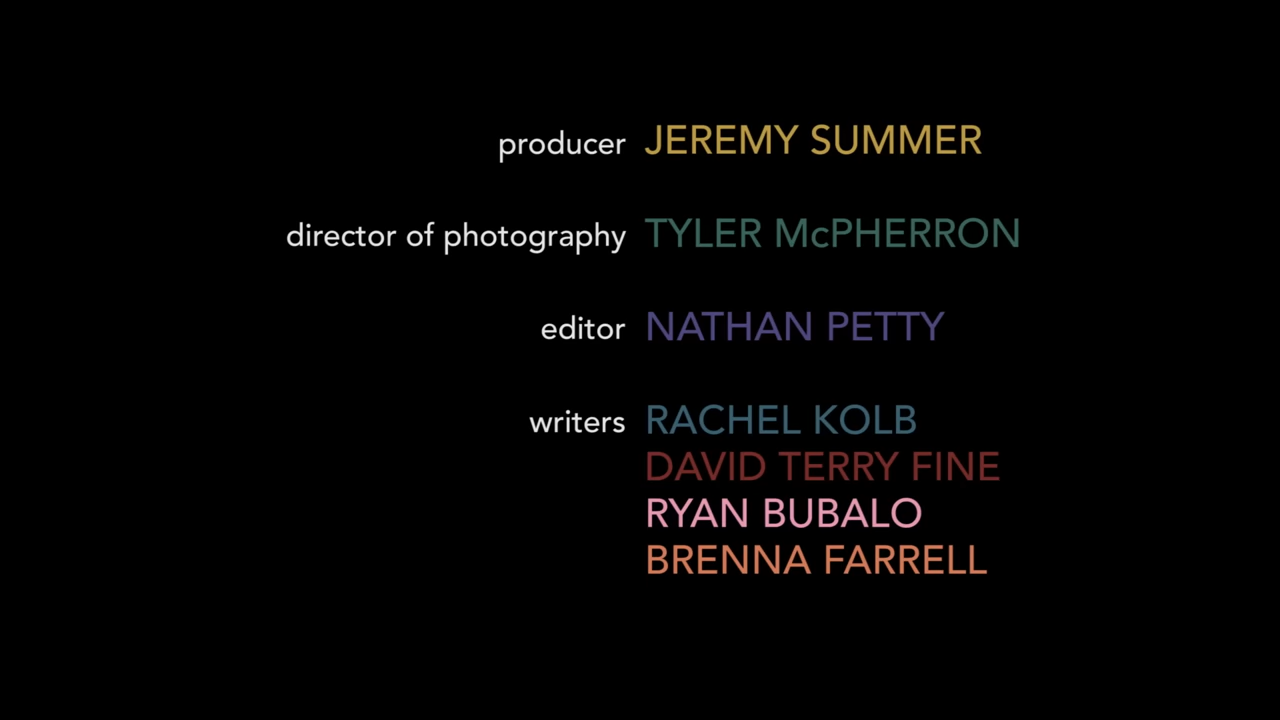 producer JEREMY SUMMER
director of photography TYLER McPHERRON
editor NATHAN PETTY
writers RACHEL KOLB
DAVID TERRY FINE
RYAN BUBALO
BRENNA FARRELL